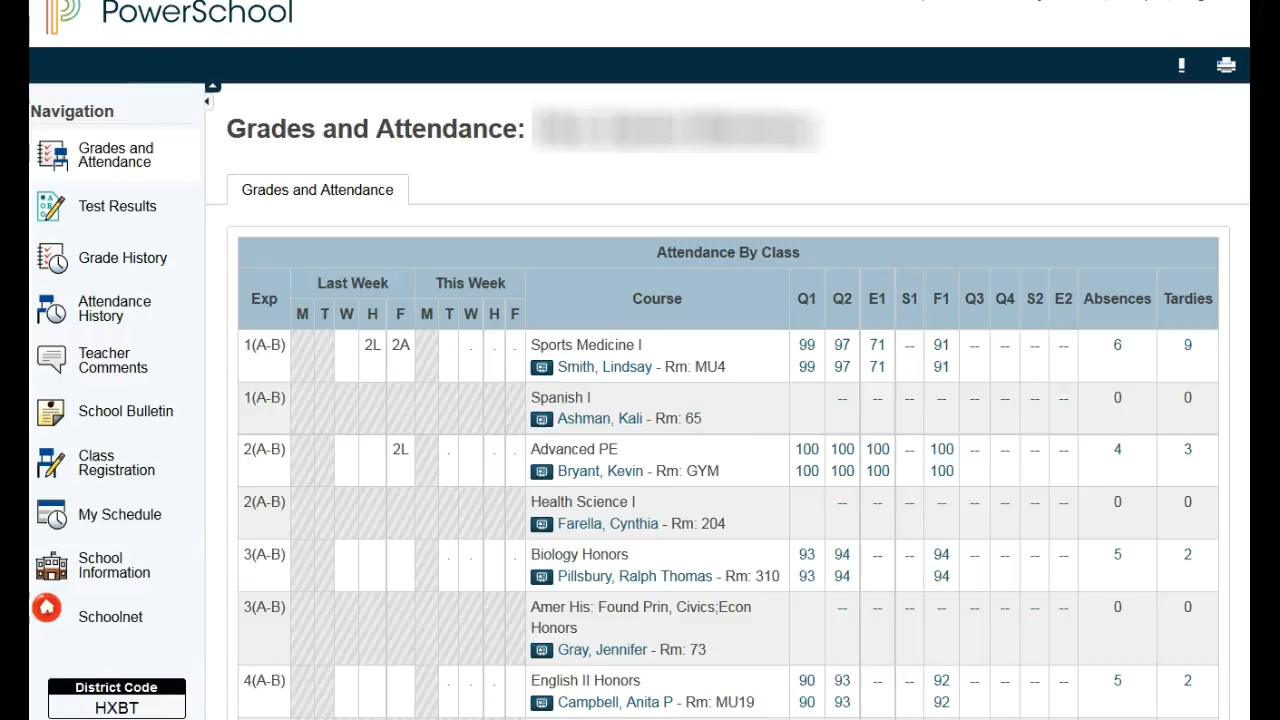 PowerSchool
Navigation
Grades and
Attendance
Test Results
Grade History
Attendance
History
Teacher
Comments
School Bulletin
Class
Registration
My Schedule
School
Information
Schoolnet
District Code
HXBT
Grades and Attendance:
Grades and Attendance
Attendance By Class
Exp Last Week This Week Course Q1 Q2 E1 S1 F1 Q3 Q4 S2 E2 Absences Tardies
M T W H F M T W H F
1(A-B) 2L 2A . . . Sports Medicine I 99 97 71 -- 91 -- -- -- -- 6 9
Smith, Lindsay - Rm: MU4 99 97 71 91
1(A-B) Spanish I -- -- -- -- -- -- -- -- 0 0
Ashman, Kali - Rm: 65
2(A-B) 2L . . . Advanced PE 100 100 100 -- 100 -- -- -- -- 4 3
Bryant, Kevin - Rm: GYM 100 100 100 100
2(A-B) Health Science I -- -- -- -- -- -- -- -- 0 0
Farella, Cynthia - Rm: 204
3(A-B) . . . Biology Honors 93 94 -- -- 94 -- -- -- -- 5 2
Pillsbury, Ralph Thomas - Rm: 310 93 94 94
3(A-B) Amer His: Found Prin, Civics;Econ -- -- -- -- -- -- -- -- 0 0
Honors
Gray, Jennifer - Rm: 73
4(A-B) . . . English II Honors 90 93 -- -- 92 -- -- -- -- 5 2
Campbell, Anita P - Rm: MU19 90 93 92